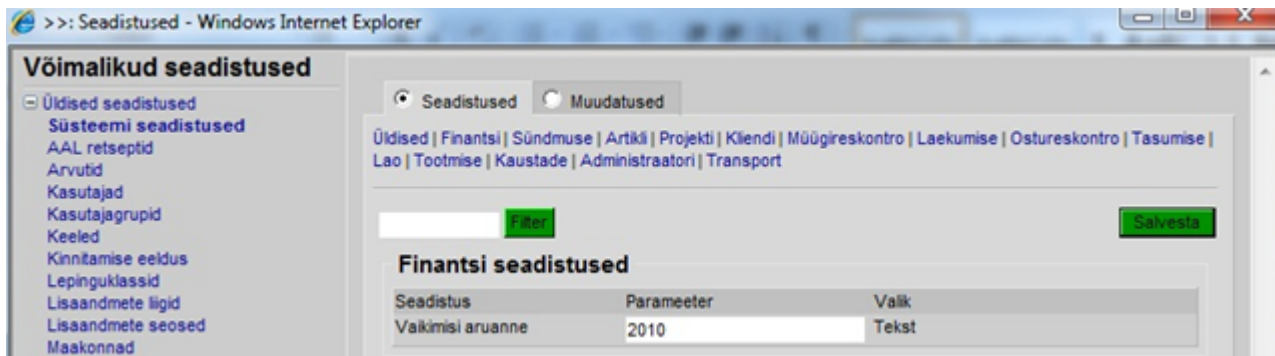 >>: Seadistused - Windows Internet Explorer
Võimalikud seadistused
Üldised seadistused
Süsteemi seadistused
AAL retseptid
Arvutid
Kasutajad
Kasutajagrupid
Keeled
Kinnitamise eeldus
Lepinguklassid
Lisaandmete liigid
Lisaandmete seosed
Maakonnad
Seadistused Muudatused
Üldised | Finantsi | Sündmuse | Artikli | Projekti | Kliendi | Müügireskontro | Laekumise | Ostureskontro | Tasumise |
Lao | Tootmise | Kaustade | Administraatori | Transport
Filter Salvesta
Finantsi seadistused
Seadistus Parameeter Valik
Vaikimisi aruanne 2010 Tekst